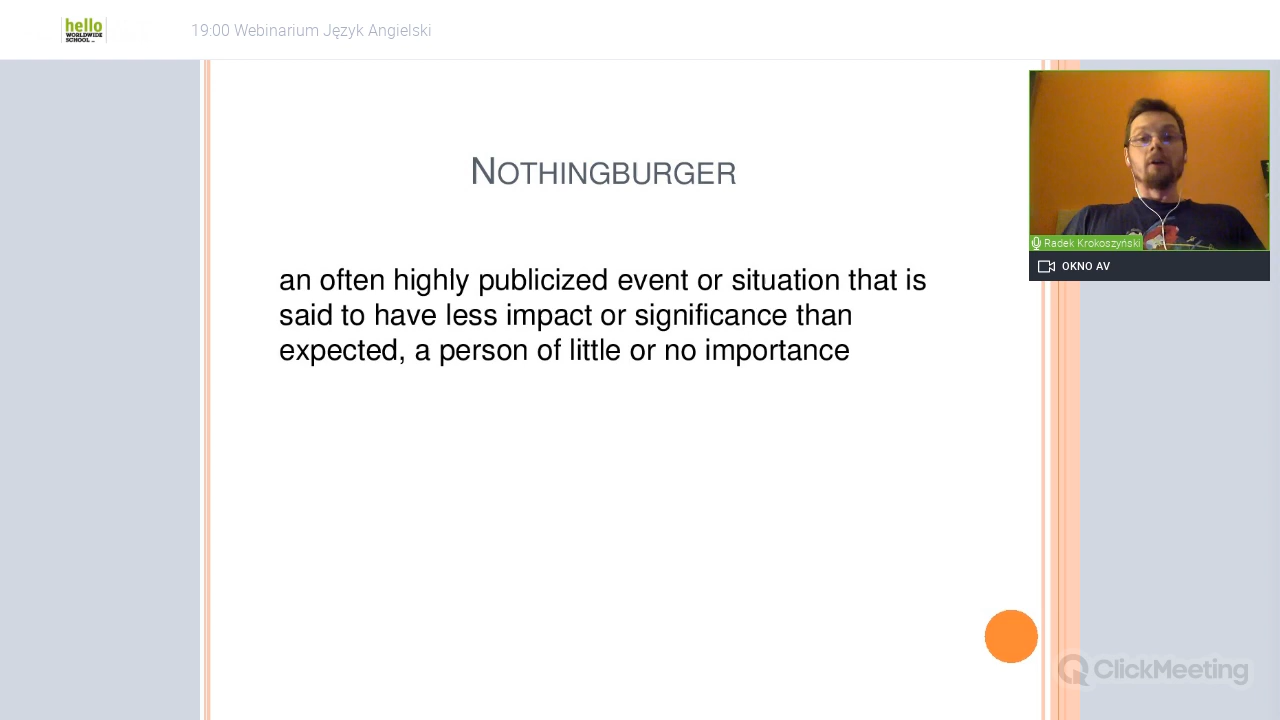 hello
WORLDWIDE
SCHOOL
19:00 Webinarium Język Angielski
NOTHINGBURGER
an often highly publicized event or situation that is
said to have less impact or significance than
expected, a person of little or no importance
Radek Krokoszyński
OKNO AV
ClickMeeting